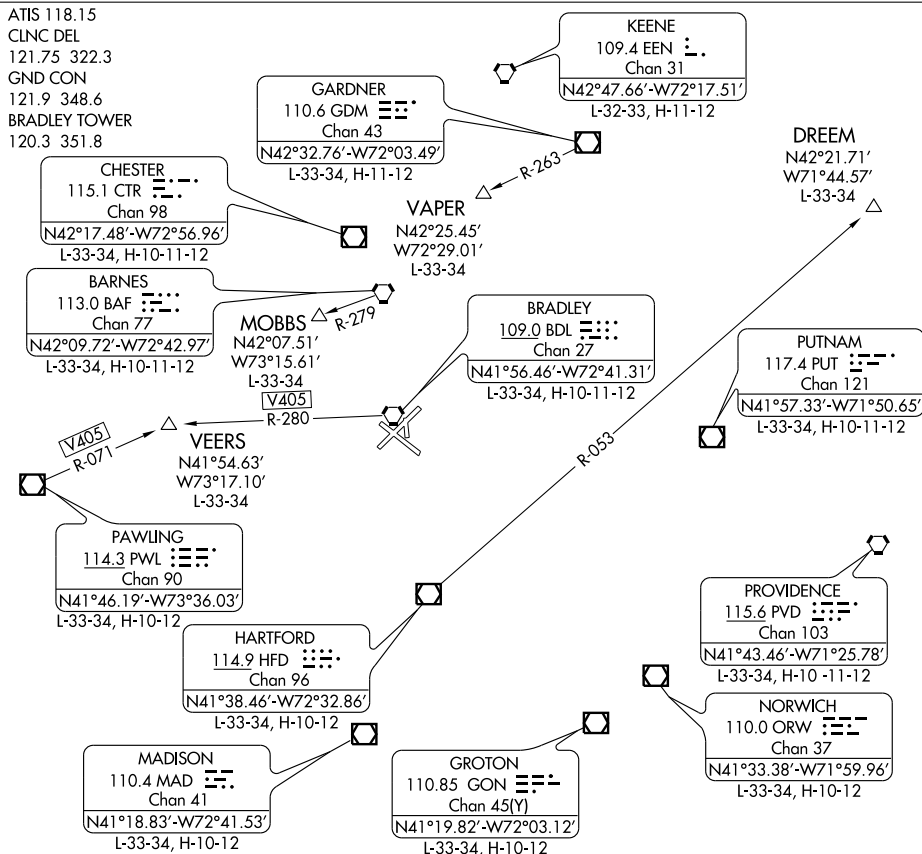 ATIS 118.15
CLNC DEL
121.75 322.3
GND CON
121.9 348.6
BRADLEY TOWER
120.3 351.8
KEENE
109.4 EEN
Chan 31
N42°47.66'-W72°17.51'
L-32-33, H-11-12
GARDNER
110.6 GDM
Chan 43
N42°32.76'-W72°03.49'
L-33-34, H-11-12
R-263
DREEM
N42°21.71'
W71°44.57'
L-33-34
CHESTER
115.1 CTR
Chan 98
N42°17.48'-W72°56.96'
L-33-34, H-10-11-12
VAPER
N42°25.45'
W72°29.01'
L-33-34
BARNES
113.0 BAF
Chan 77
N42°09.72'-W72°42.97'
L-33-34, H-10-11-12
R-279
MOBBS
N42°07.51'
W73°15.61'
L-33-34
BRADLEY
109.0 BDL
Chan 27
N41°56.46'-W72°41.31'
L-33-34, H-10-11-12
PUTNAM
117.4 PUT
Chan 121
N41°57.33'-W71°50.65'
L-33-34, H-10-11-12
V405
R-280
V405
R-071
VEERS
N41°54.63'
W73°17.10'
L-33-34
R-053
PAWLING
114.3 PWL
Chan 90
N41°46.19'-W73°36.03'
L-33-34, H-10-12
PROVIDENCE
115.6 PVD
Chan 103
N41°43.46'-W71°25.78'
L-33-34, H-10 -11-12
HARTFORD
114.9 HFD
Chan 96
N41°38.46'-W72°32.86'
L-33-34, H-10-12
NORWICH
110.0 ORW
Chan 37
N41°33.38'-W71°59.96'
L-33-34, H-10-12
MADISON
110.4 MAD
Chan 41
N41°18.83'-W72°41.53'
L-33-34, H-10-12
GROTON
110.85 GON
Chan 45(Y)
N41°19.82'-W72°03.12'
L-33-34, H-10-12